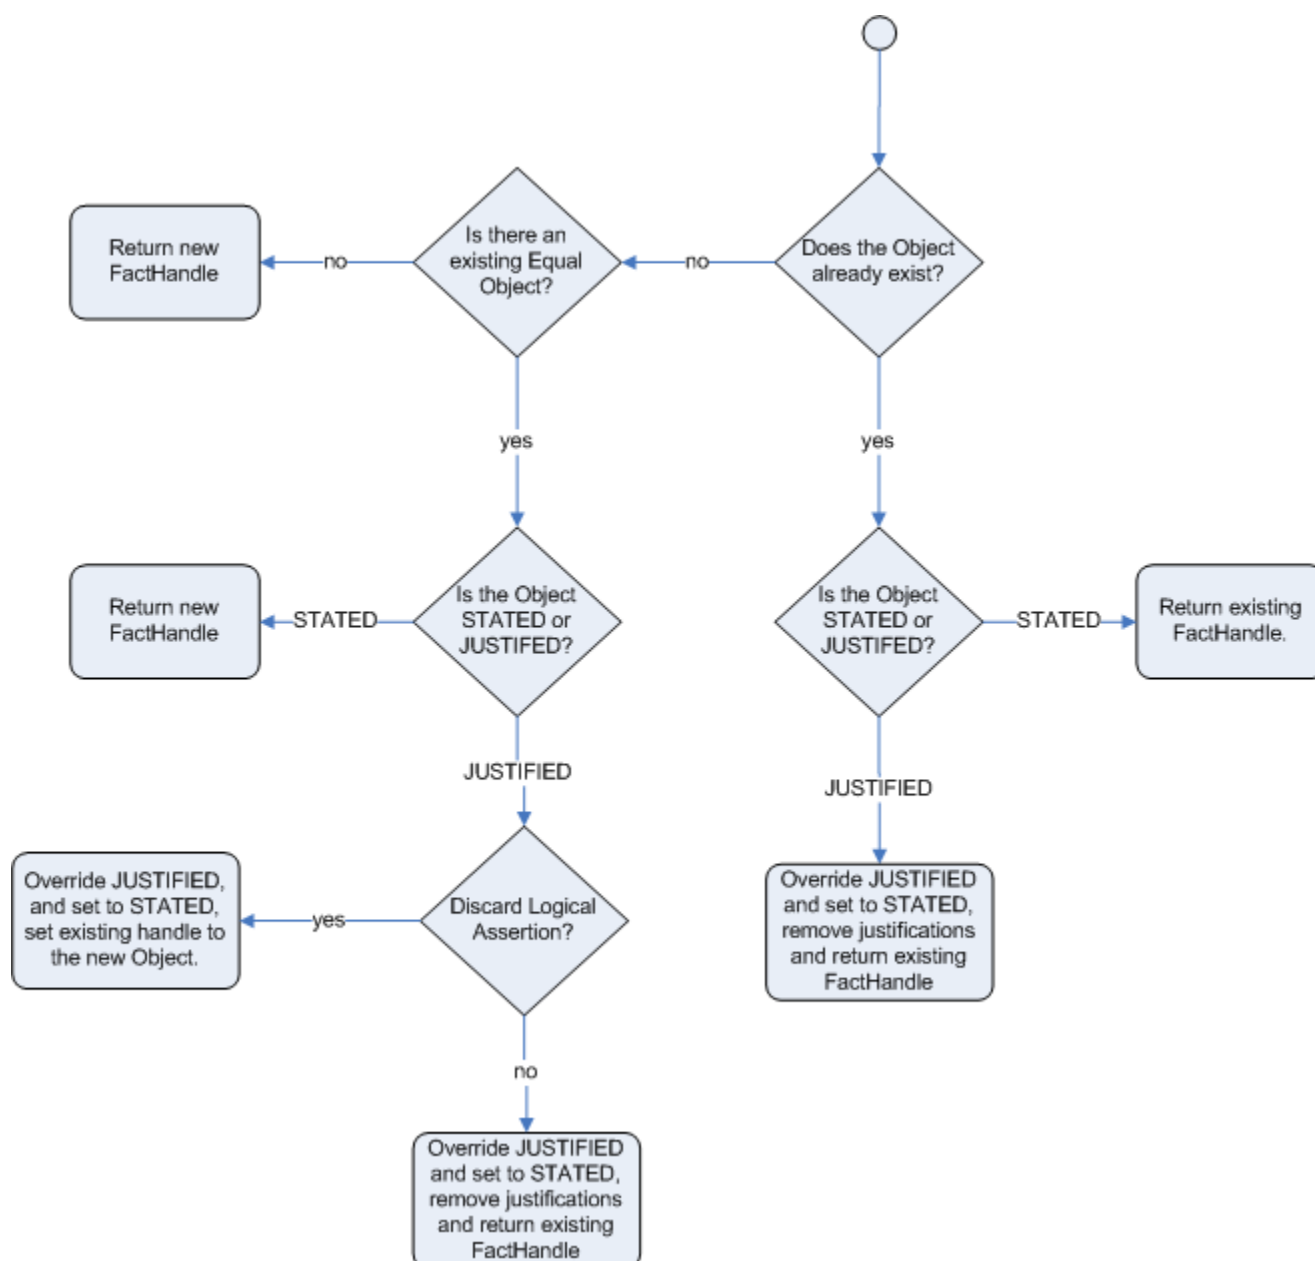 Return new
FactHandle
no
Is there an
existing Equal
Object?
no
Does the Object
already exist?
yes
yes
Return new
FactHandle
STATED
Is the Object
STATED or
JUSTIFED?
Is the Object
STATED or
JUSTIFED?
STATED
Return existing
FactHandle.
JUSTIFIED
JUSTIFIED
Override JUSTIFIED,
and set to STATED,
set existing handle to
the new Object.
yes
Discard Logical
Assertion?
Override JUSTIFIED
and set to STATED,
remove justifications
and return existing
FactHandle
no
Override JUSTIFIED
and set to STATED,
remove justifications
and return existing
FactHandle